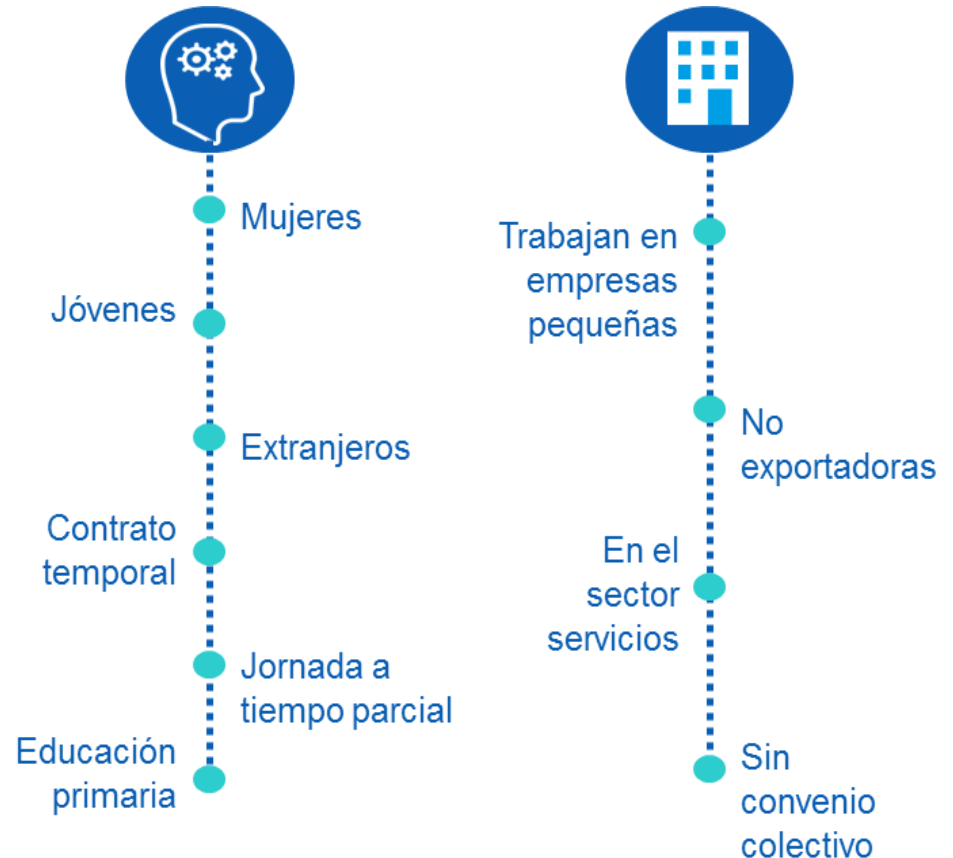 Mujeres
Jóvenes
Extranjeros
Contrato
temporal
Jornada a
tiempo parcial
Educación
primaria
Trabajan en
empresas
pequeñas
No
exportadoras
En el
sector
servicios
Sin
convenio
colectivo